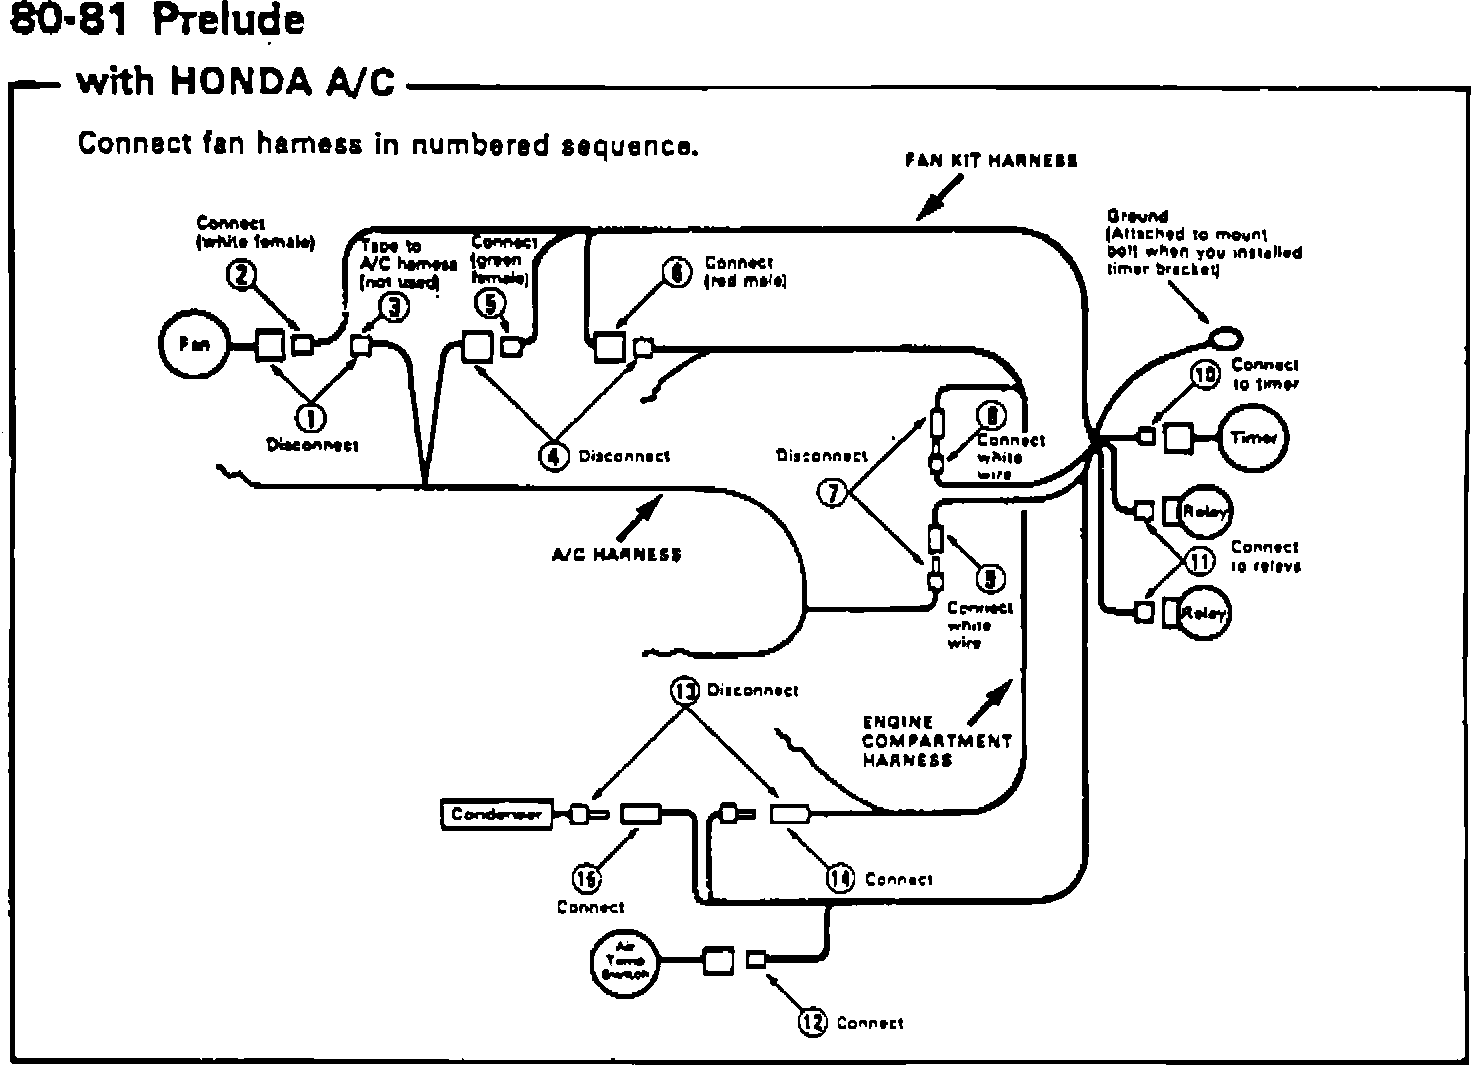 80-81 Prelude
with HONDA A/C
Connect fan harness in numbered sequence.
FAN KIT HARNESS
Ground
(Attached to mount
bolt when you installed
timer bracket)
Connect
(white female)
2
Tape to
A/C harness
(not used)
3
Connect
(green
female)
5
6
Connect
(red male)
Fan
1
Disconnect
4
Disconnect
10
Connect
to timer
Timer
8
Connect
white
wire
Disconnect
7
Relay
11
Connect
to relays
Relay
A/C HARNESS
9
Connect
white
wire
13
Disconnect
ENGINE
COMPARTMENT
HARNESS
Condenser
15
Connect
14
Connect
Air
Temp
Switch
12
Connect